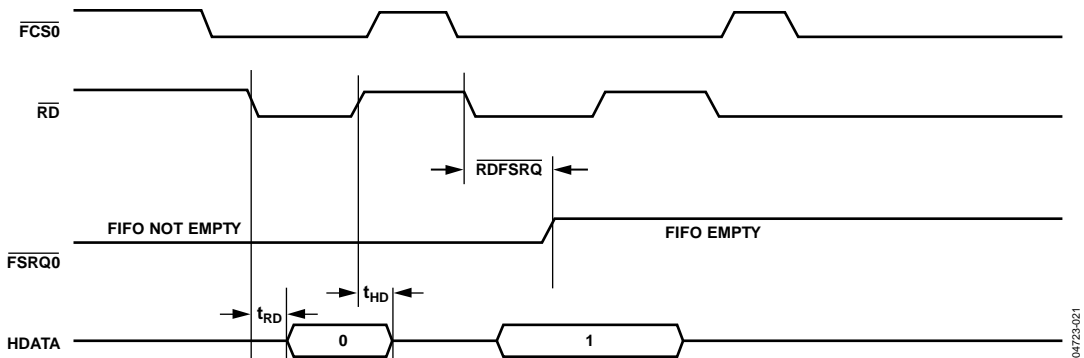 FCS0
RD
RDFSRQ
FIFO NOT EMPTY
FIFO EMPTY
FSRQ0
tHD
tRD
HDATA
0
1
04723-021